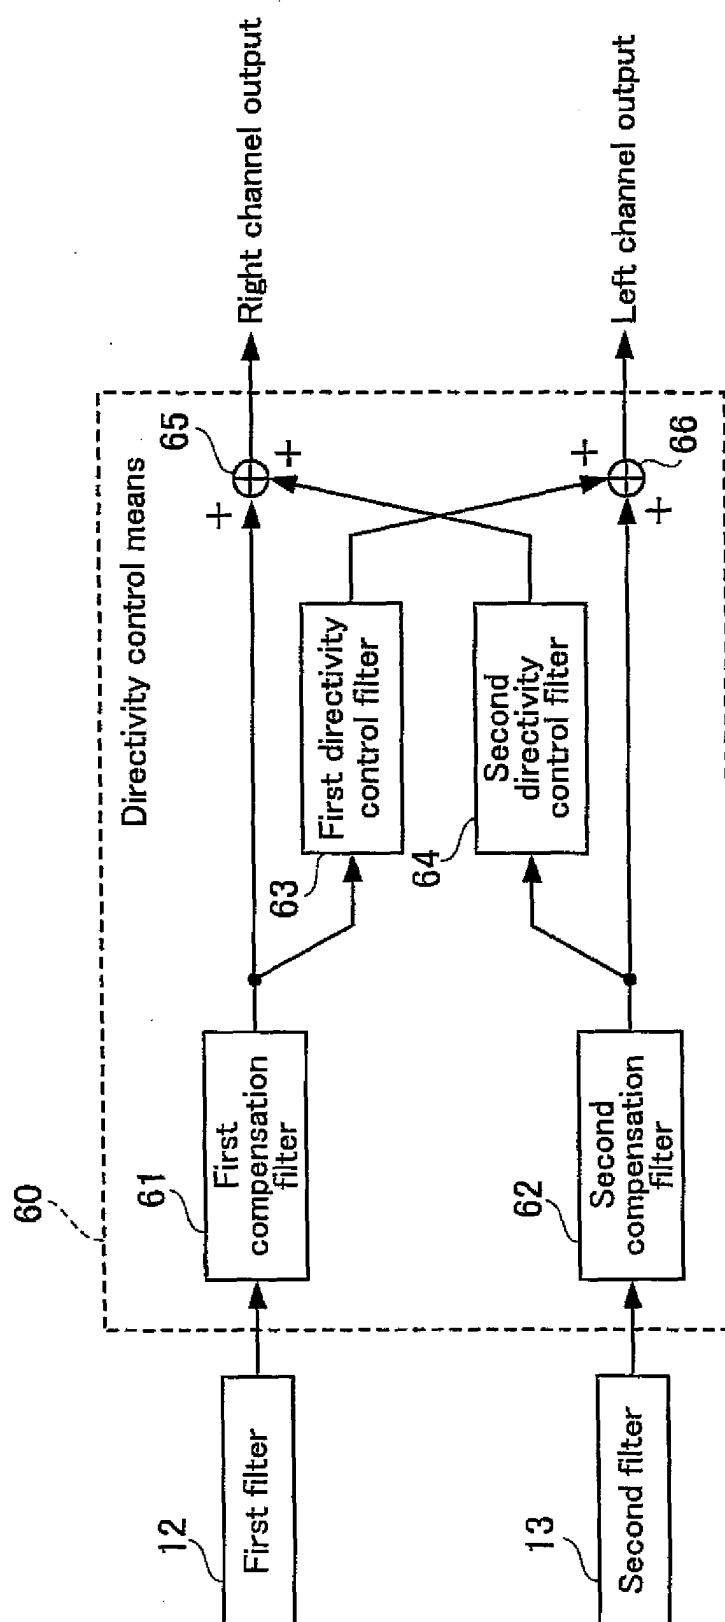 60
Directivity control means
12
First filter
61
First
compensation
filter
63
First directivity
control filter
65
+
+
Right channel output
13
Second filter
62
Second
compensation
filter
64
Second
directivity
control filter
66
+
+
Left channel output